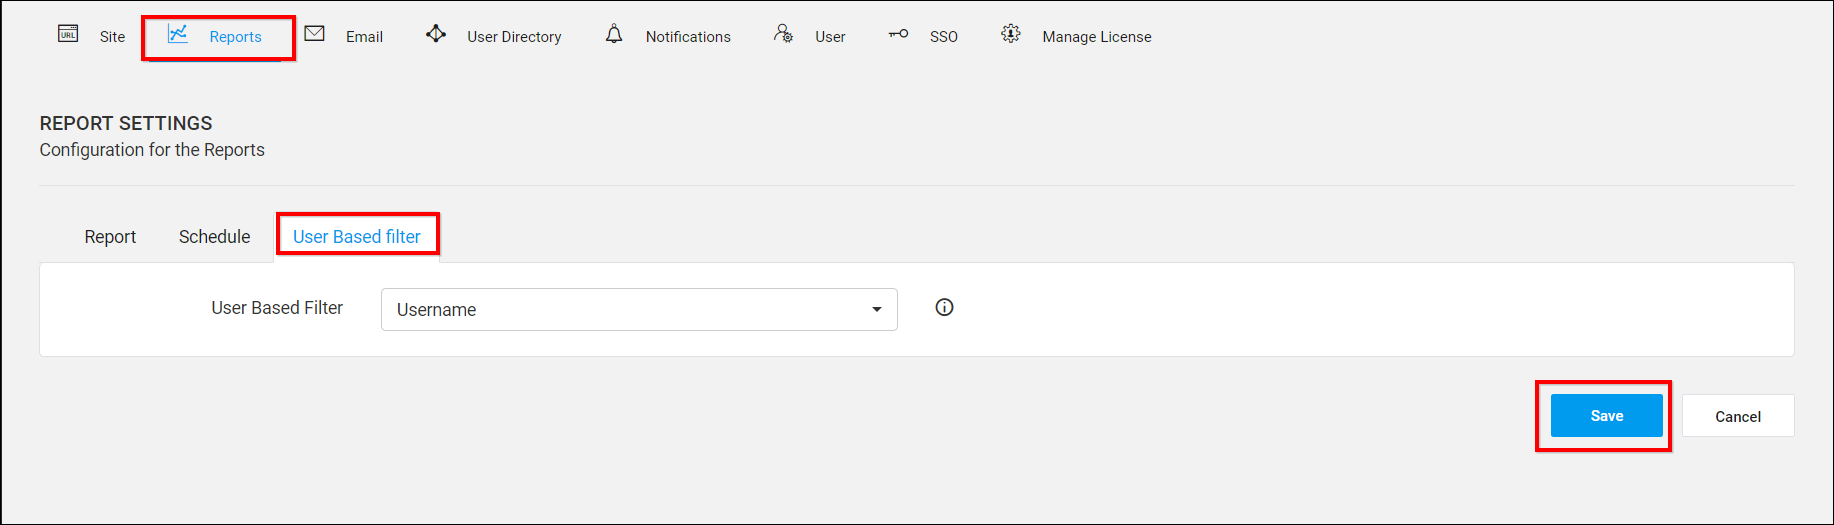 URL Site Reports Email User Directory Notifications User SSO Manage License
REPORT SETTINGS
Configuration for the Reports
Report Schedule User Based filter
User Based Filter Username
Save Cancel